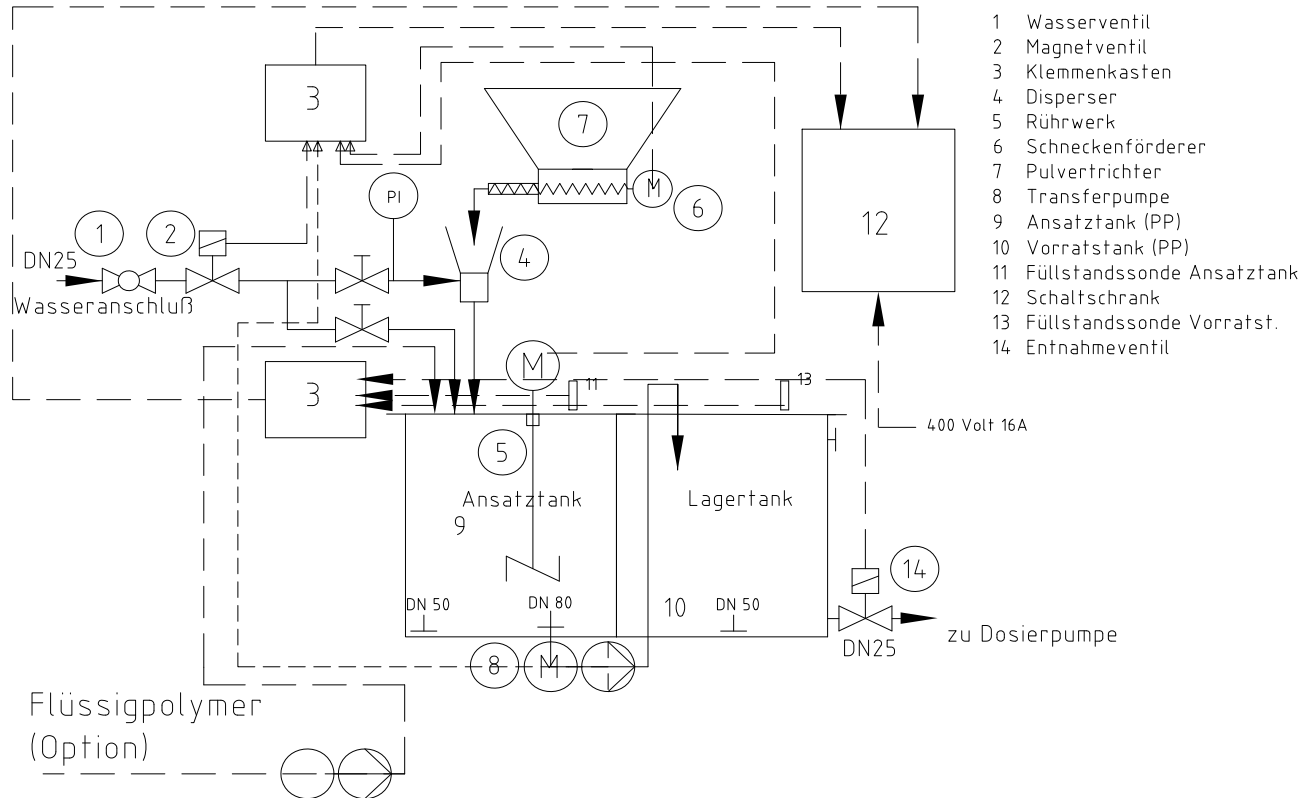 1 Wasserventil
2 Magnetventil
3 Klemmenkasten
4 Disperser
5 Rührwerk
6 Schneckenförderer
7 Pulvertrichter
8 Transferpumpe
9 Ansatztank (PP)
10 Vorratstank (PP)
11 Füllstandssonde Ansatztank
12 Schaltschrank
13 Füllstandssonde Vorratst.
14 Entnahmeventil
3
7
PI
M
6
12
1
2
4
DN25
Wasseranschluß
M
11
13
3
400 Volt 16A
5
Ansatztank
9
Lagertank
14
DN 50
DN 80
10
DN 50
zu Dosierpumpe
DN25
8
M
Flüssigpolymer
(Option)